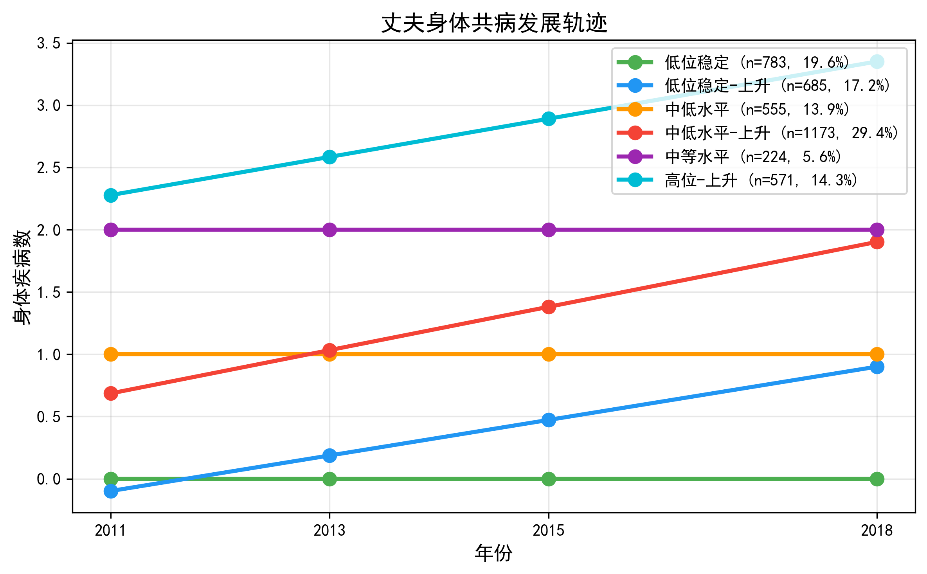 丈夫身体共病发展轨迹
3.5
3.0
2.5
2.0
1.5
1.0
0.5
0.0
身体疾病数
低位稳定 (n=783, 19.6%)
低位稳定-上升 (n=685, 17.2%)
中低水平 (n=555, 13.9%)
中低水平-上升 (n=1173, 29.4%)
中等水平 (n=224, 5.6%)
高位-上升 (n=571, 14.3%)
2011
2013
2015
2018
年份